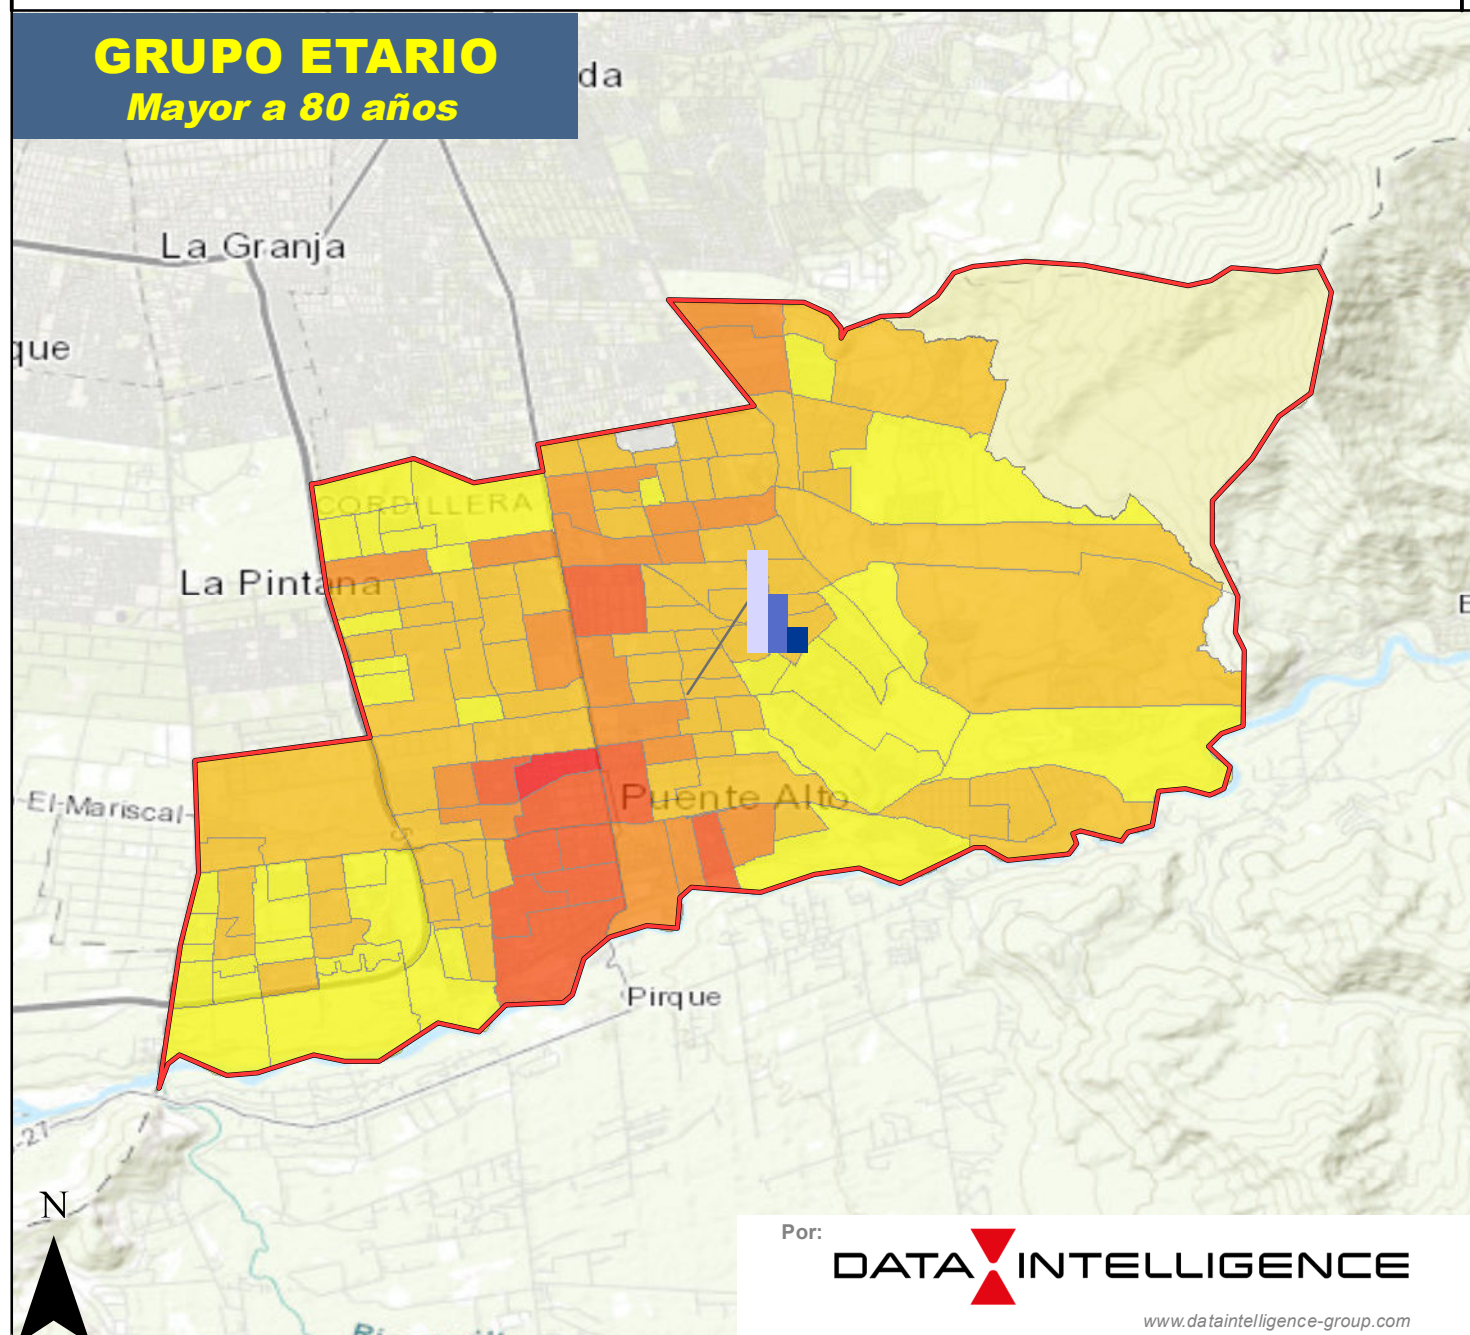 GRUPO ETARIO
Mayor a 80 años
da
La Granja
que
CORDILLERA
La Pintana
E
El-Mariscal
Puente Alto
S
Pirque
-27
N
Por:
DATA INTELLIGENCE
www.dataintelligence-group.com